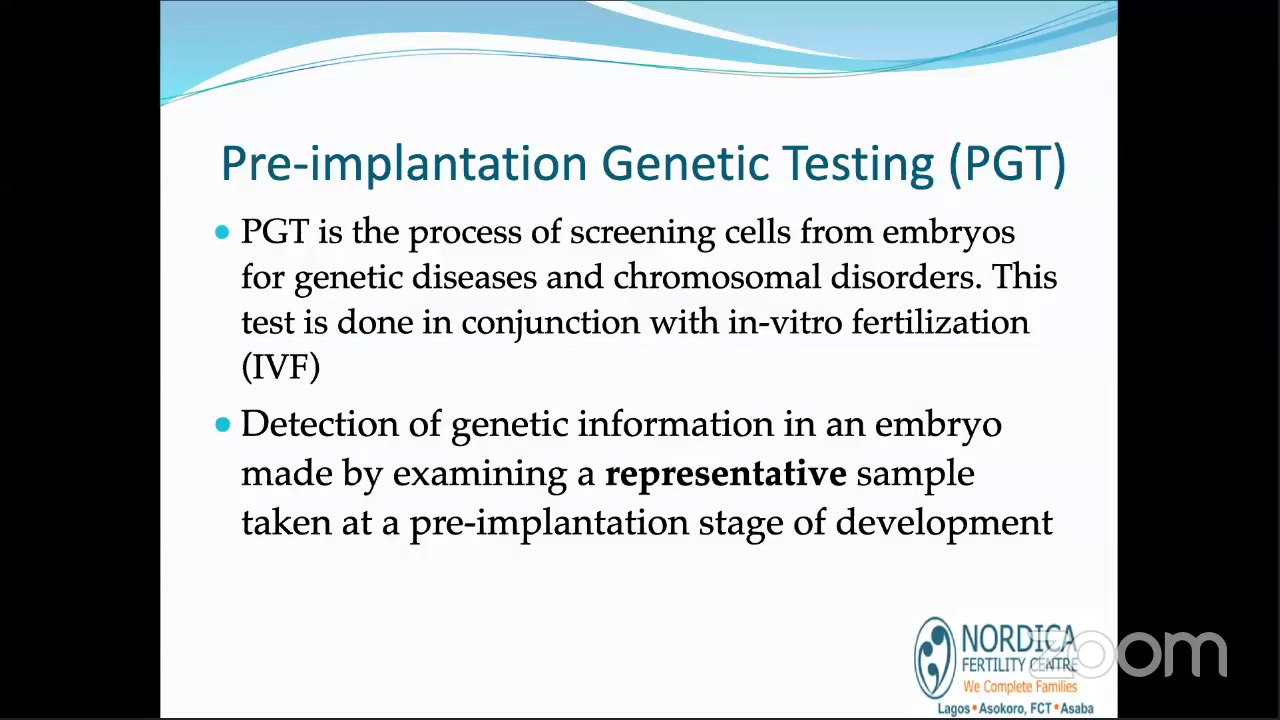 Pre-implantation Genetic Testing (PGT)
• PGT is the process of screening cells from embryos
for genetic diseases and chromosomal disorders. This
test is done in conjunction with in-vitro fertilization
(IVF)
• Detection of genetic information in an embryo
made by examining a representative sample
taken at a pre-implantation stage of development
NORDICA
FERTILITY CENTRE
zoom
We Complete Families
Lagos • Asokoro, FCT • Asaba